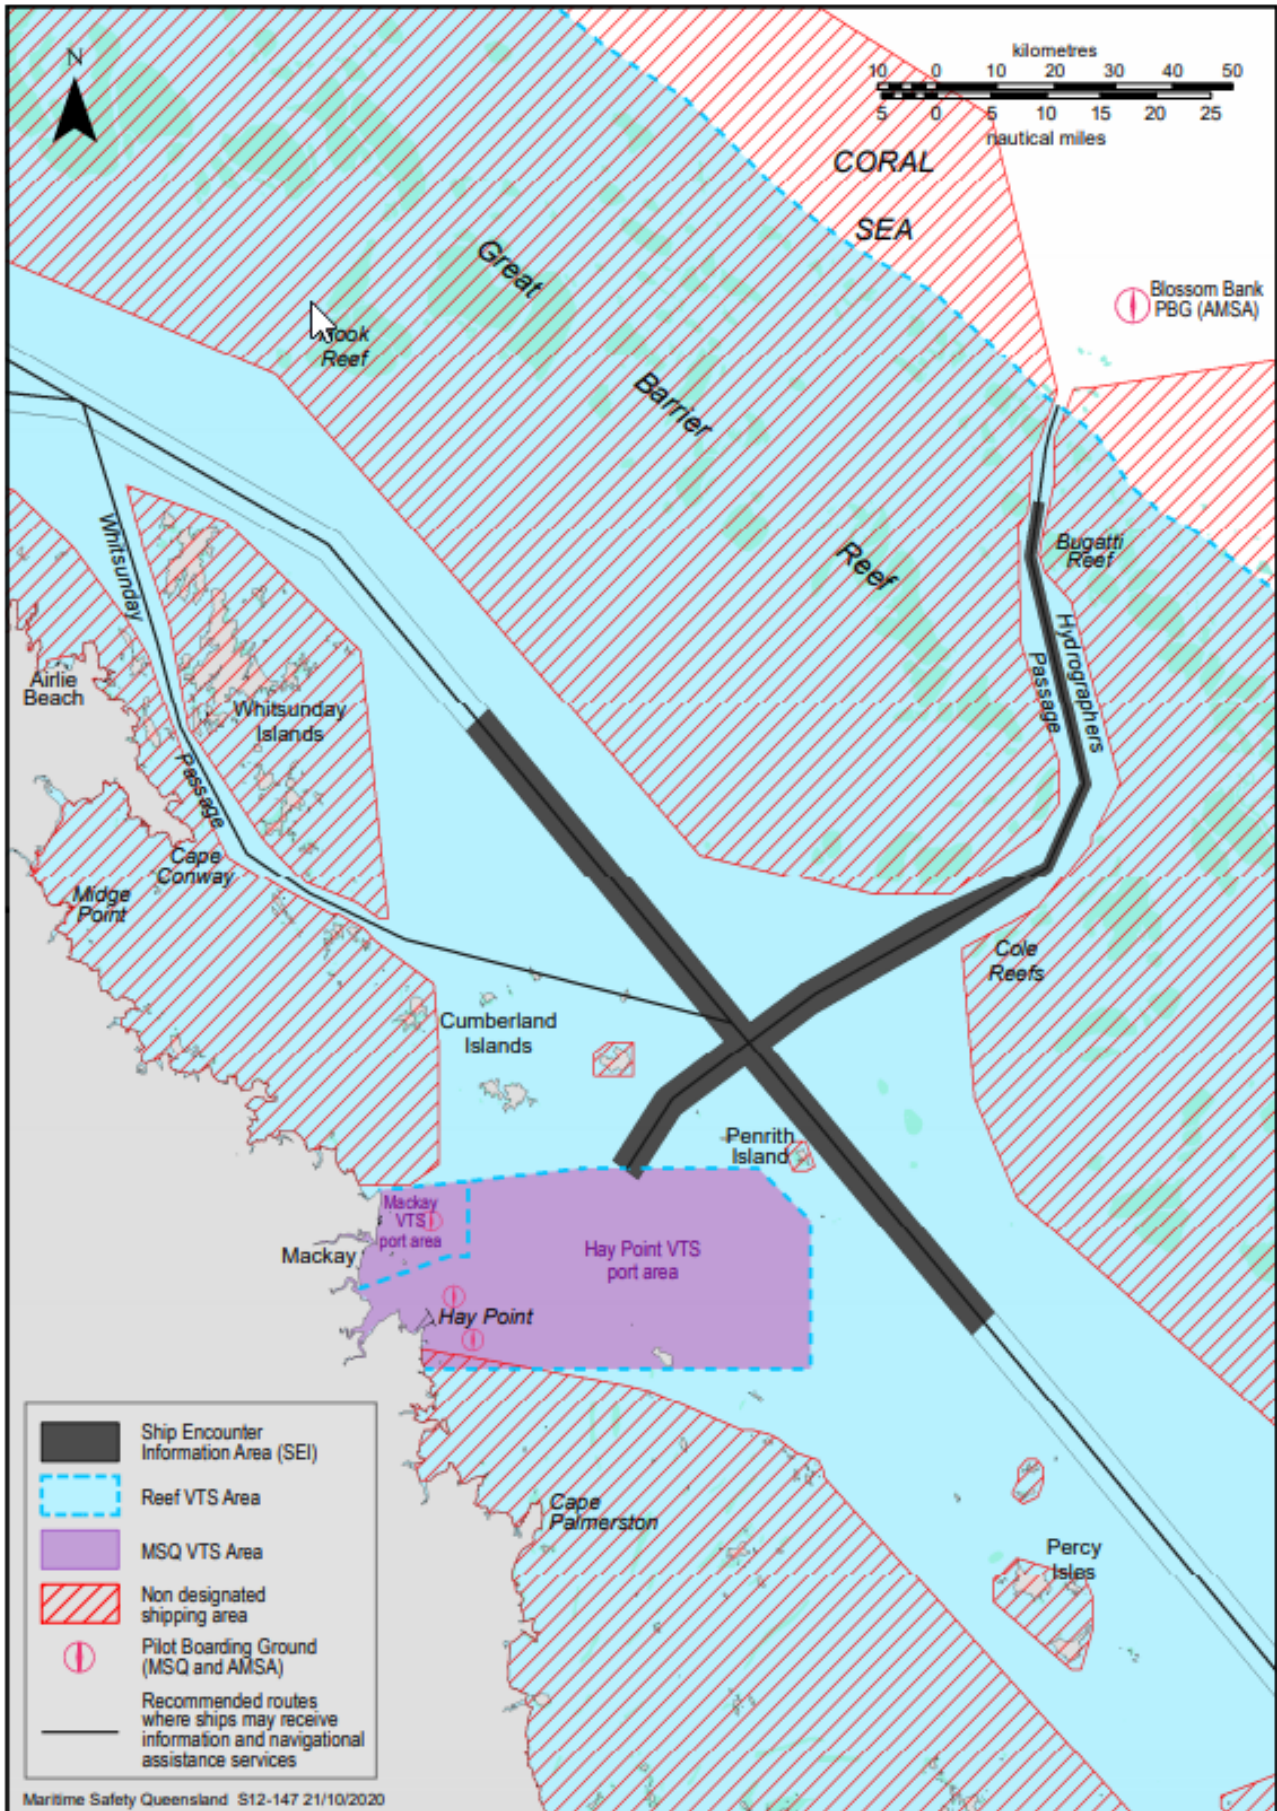 N
kilometres
10 0 10 20 30 40 50
5 0 5 10 15 20 25
nautical miles
CORAL
SEA
Great
Blossom Bank
PBG (AMSA)
Reef
Barrier
Whitsunday
Reef
Bugatti
Reef
Hydrographers
Passage
Airlie
Beach
Whitsunday
Islands
Passage
Cape
Conway
Midge
Point
Cole
Reefs
Cumberland
Islands
Penrith
Island
Mackay
VTS
port area
Mackay
Hay Point VTS
port area
Hay Point
Ship Encounter
Information Area (SEI)
Reef VTS Area
MSQ VTS Area
Non designated
shipping area
Pilot Boarding Ground
(MSQ and AMSA)
Recommended routes
where ships may receive
information and navigational
assistance services
Cape
Palmerston
Percy
Isles
Maritime Safety Queensland S12-147 21/10/2020